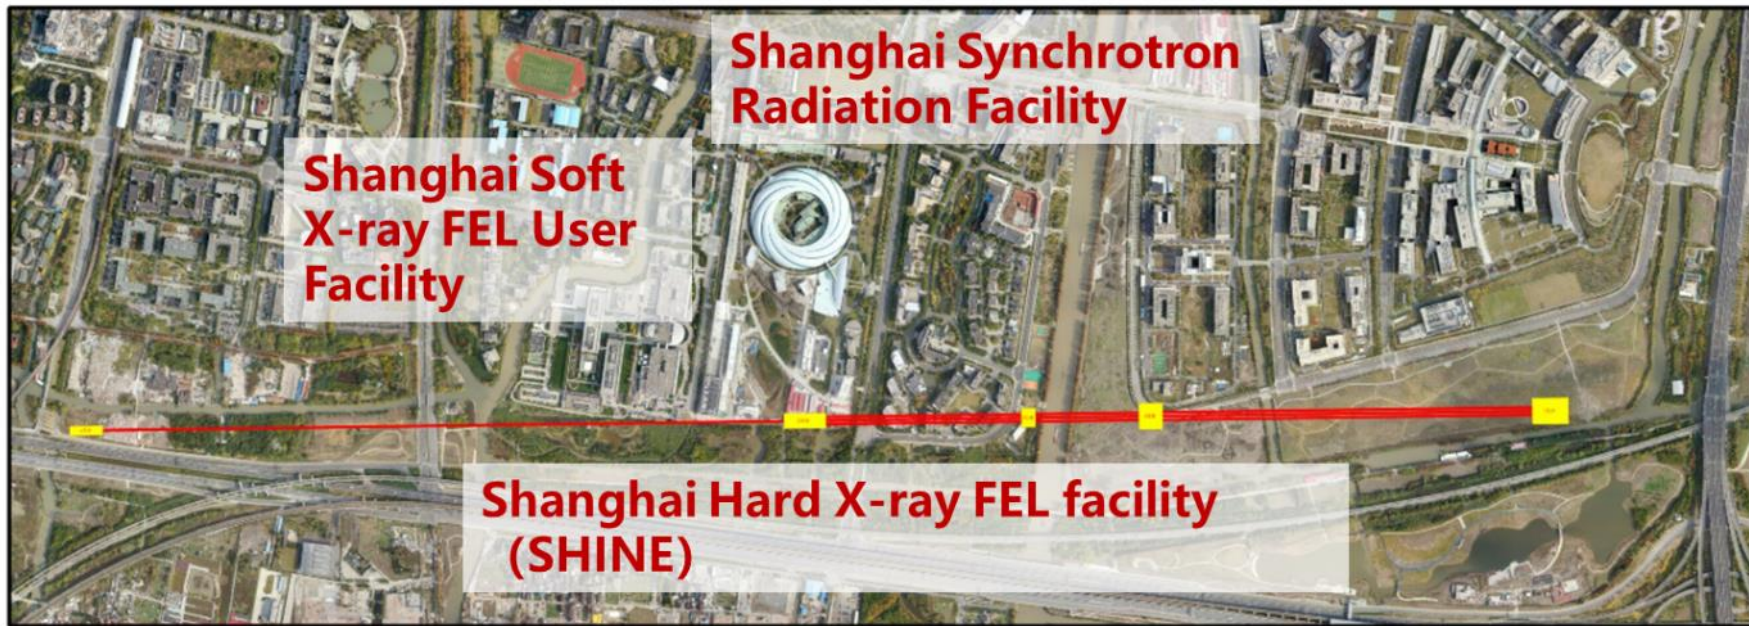 Shanghai Synchrotron
Radiation Facility
Shanghai Soft
X-ray FEL User
Facility
Shanghai Hard X-ray FEL facility
(SHINE)